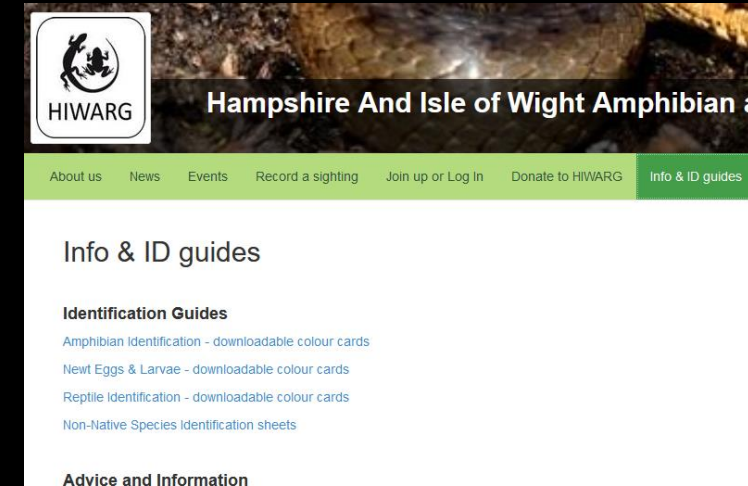 HIWARG
Hampshire And Isle of Wight Amphibian a
About us News Events Record a sighting Join up or Log In Donate to HIWARG Info & ID guides
Info & ID guides
Identification Guides
Amphibian Identification - downloadable colour cards
Newt Eggs & Larvae - downloadable colour cards
Reptile Identification - downloadable colour cards
Non-Native Species Identification sheets
Advice and Information